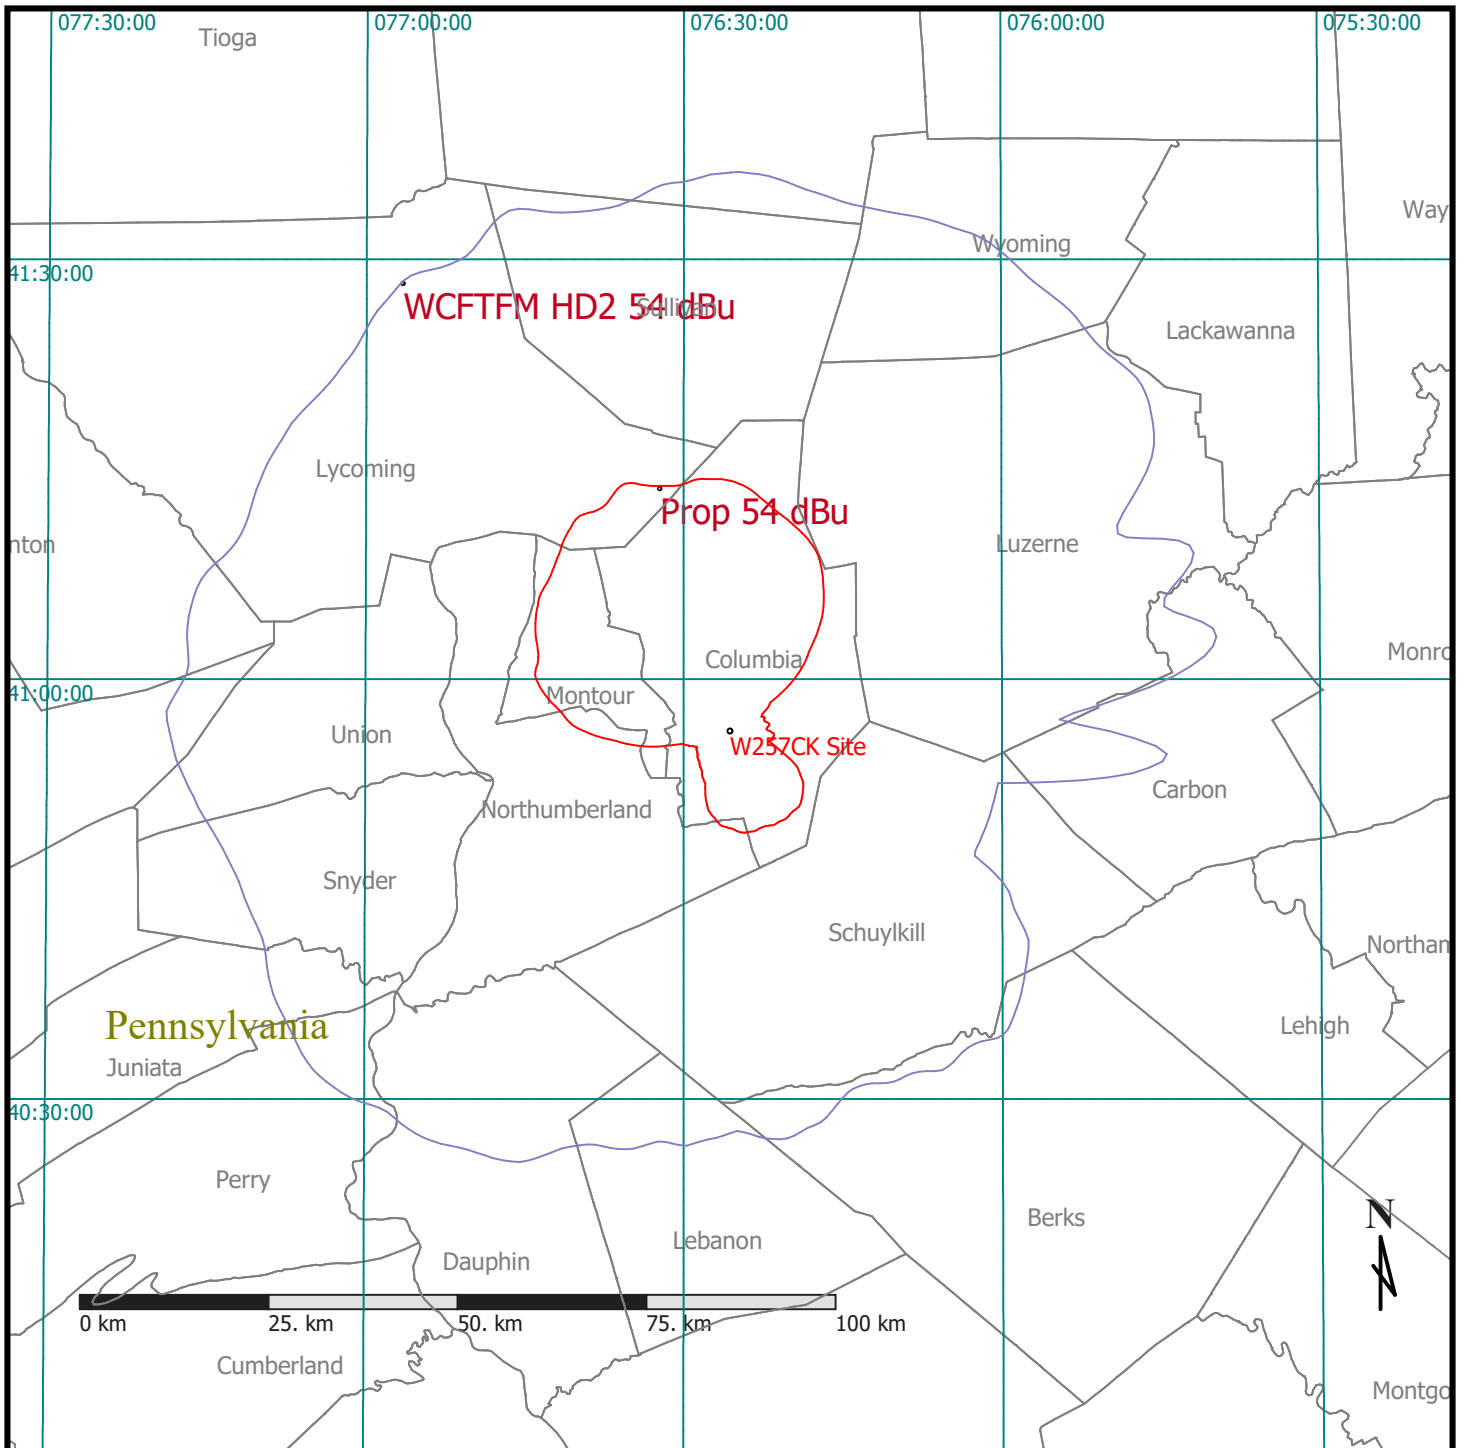 077:30:00
077:00:00
076:30:00
076:00:00
075:30:00
Tioga
Way
Wyoming
41:30:00
WCFTFM HD2 54 dBu
Sullivan
Lackawanna
Lycoming
Prop 54 dBu
nton
Luzerne
Columbia
Monro
41:00:00
Montour
Union
W257CK Site
Carbon
Northumberland
Snyder
Schuylkill
Northam
Pennsylvania
Lehigh
Juniata
40:30:00
Perry
Berks
N
Lebanon
Dauphin
0 km 25. km 50. km 75. km 100 km
Cumberland
Montgo